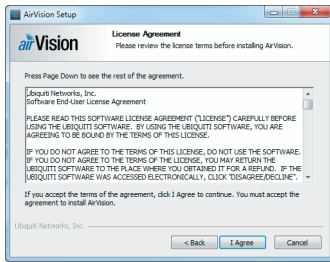 AirVision Setup
airVision
License Agreement
Please review the license terms before installing AirVision.
Press Page Down to see the rest of the agreement.
Ubiquiti Networks, Inc.
Software End-User License Agreement
PLEASE READ THIS SOFTWARE LICENSE AGREEMENT ("LICENSE") CAREFULLY BEFORE
USING THE UBIQUITI SOFTWARE. BY USING THE UBIQUITI SOFTWARE, YOU ARE
AGREEING TO BE BOUND BY THE TERMS OF THIS LICENSE.
IF YOU DO NOT AGREE TO THE TERMS OF THIS LICENSE, DO NOT USE THE SOFTWARE.
IF YOU DO NOT AGREE TO THE TERMS OF THE LICENSE, YOU MAY RETURN THE
UBIQUITI SOFTWARE TO THE PLACE WHERE YOU OBTAINED IT FOR A REFUND. IF THE
UBIQUITI SOFTWARE WAS ACCESSED ELECTRONICALLY, CLICK "DISAGREE/DECLINE".
If you accept the terms of the agreement, click I Agree to continue. You must accept the
agreement to install AirVision.
Ubiquiti Networks, Inc.
< Back
I Agree
Cancel